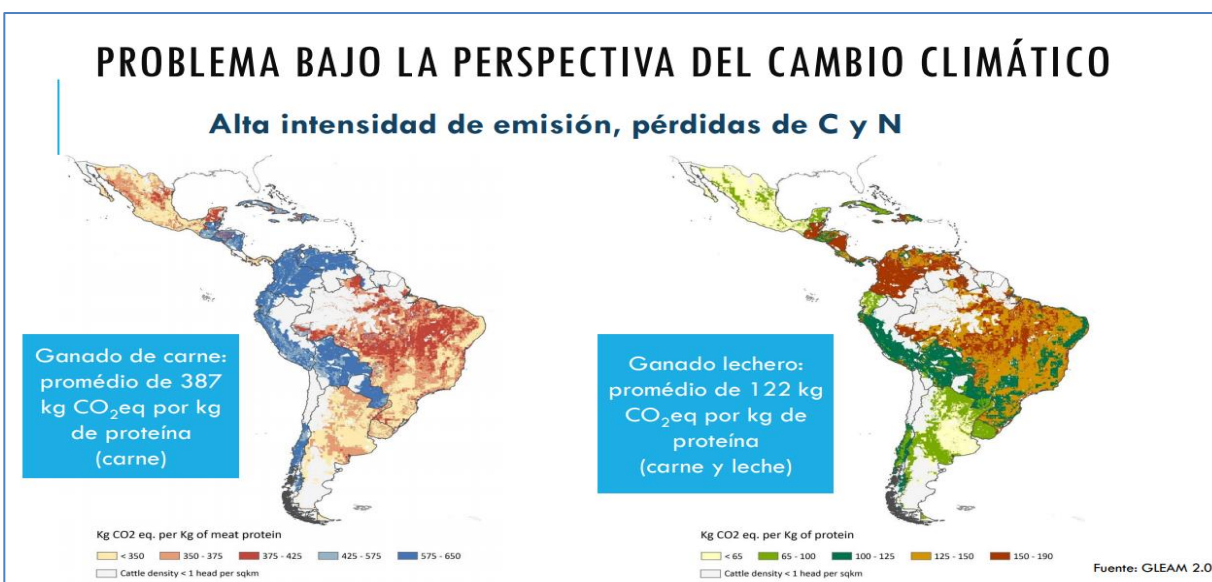 PROBLEMA BAJO LA PERSPECTIVA DEL CAMBIO CLIMÁTICO
Alta intensidad de emisión, pérdidas de C y N
Ganado de carne:
promédio de 387
kg CO₂eq por kg
de proteína
(carne)
Ganado lechero:
promédio de 122 kg
CO₂eq por kg de
proteína
(carne y leche)
Kg CO2 eq. per Kg of meat protein
< 350 350 - 375 375 - 425 425 - 575 575 - 650
Cattle density < 1 head per sqkm
Kg CO2 eq. per Kg of protein
< 65 65 - 100 100 - 125 125 - 150 150 - 190
Cattle density < 1 head per sqkm
Fuente: GLEAM 2.0